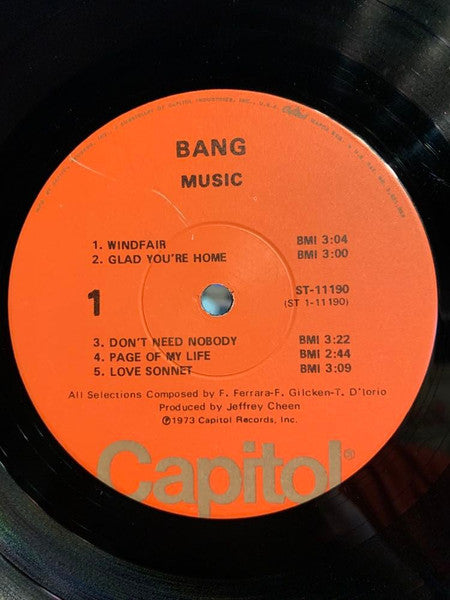 BANG
MUSIC
1. WINDFAIR BMI 3:04
2. GLAD YOU'RE HOME BMI 3:00
1 ST-11190
(ST 1-11190)
3. DON'T NEED NOBODY BMI 3:22
4. PAGE OF MY LIFE BMI 2:44
5. LOVE SONNET BMI 3:09
All Selections Composed by F. Ferrara-F. Gilcken-T. D'Iorio
Produced by Jeffrey Cheen
℗1973 Capitol Records, Inc.
Capitol®